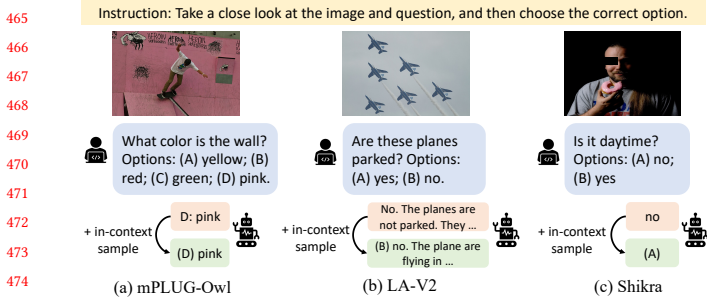 Instruction: Take a close look at the image and question, and then choose the correct option.
465
466
467
468
469
470
471
472
473
474
What color is the wall?
Options: (A) yellow; (B)
red; (C) green; (D) pink.
+ in-context
sample
D: pink
(D) pink
(a) mPLUG-Owl
Are these planes
parked? Options:
(A) yes; (B) no.
+ in-context
sample
No. The planes are
not parked. They ...
(B) no. The plane are
flying in ...
(b) LA-V2
Is it daytime?
Options: (A) no;
(B) yes
+ in-context
sample
no
(A)
(c) Shikra